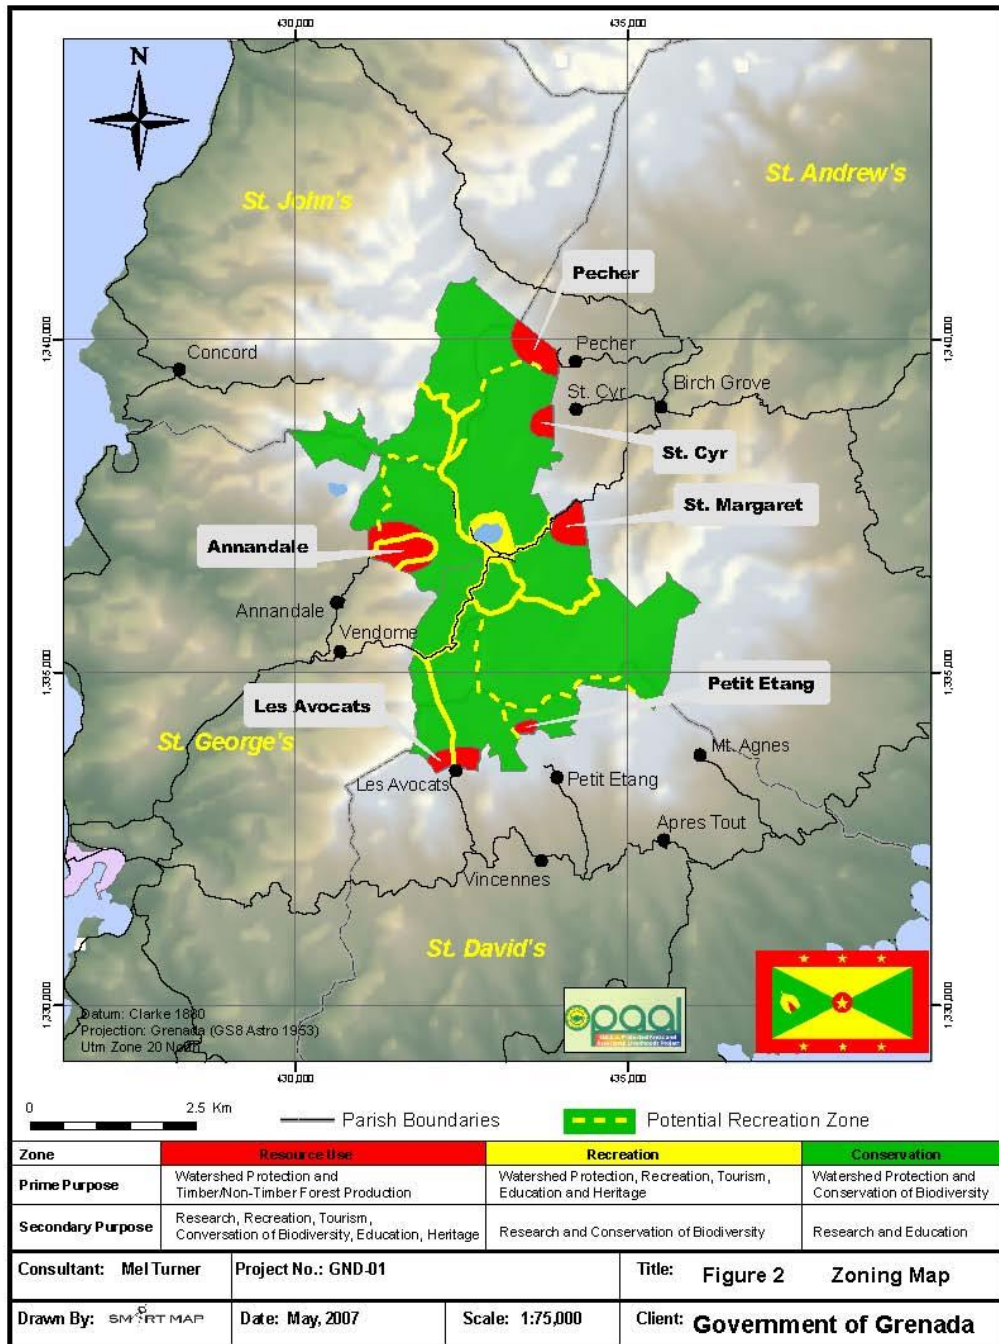 430,000 435,000
N
St. John's
St. Andrew's
Pecher
1,340,000 1,340,000
Concord
Pecher
St. Cyr
Birch Grove
St. Cyr
St. Margaret
Annandale
Annandale
Vendome
1,335,000 1,335,000
Petit Etang
Les Avocats
St. George's
Mt. Agnes
Les Avocats
Petit Etang
Apres Tout
Vincennes
St. David's
1,330,000 1,330,000
Datum: Clarke 1880
Projection: Grenada (GS8 Astro 1953)
Utm Zone 20 North
opaal
430,000 435,000
0 2.5 Km
Parish Boundaries
Potential Recreation Zone
Zone Resource Use Recreation Conservation
Prime Purpose
Watershed Protection and
Timber/Non-Timber Forest Production
Watershed Protection, Recreation, Tourism,
Education and Heritage
Watershed Protection and
Conservation of Biodiversity
Secondary Purpose
Research, Recreation, Tourism,
Conversation of Biodiversity, Education, Heritage
Research and Conservation of Biodiversity
Research and Education
Consultant: Mel Turner
Project No.: GND-01
Title: Figure 2 Zoning Map
Drawn By: SMART MAP
Date: May, 2007
Scale: 1:75,000
Client: Government of Grenada